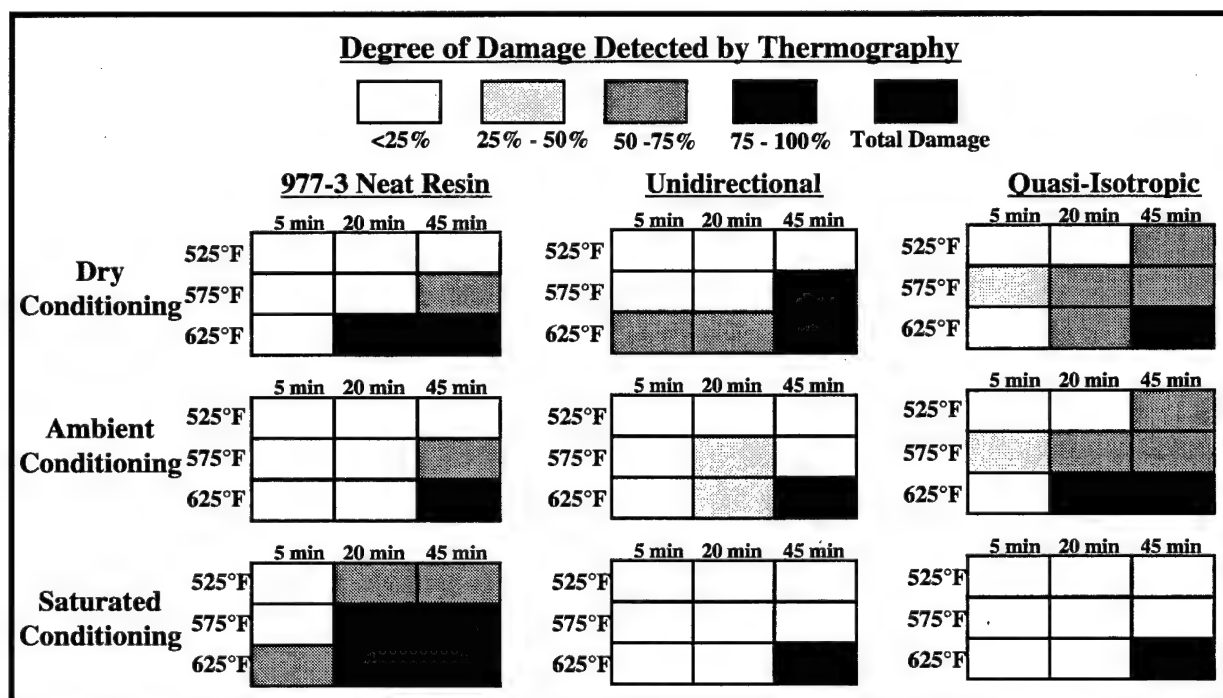 Degree of Damage Detected by Thermography
<25% 25% - 50% 50 -75% 75 - 100% Total Damage
977-3 Neat Resin Unidirectional Quasi-Isotropic
5 min 20 min 45 min 5 min 20 min 45 min 5 min 20 min 45 min
Dry Conditioning
525°F 525°F 525°F
575°F 575°F 575°F
625°F 625°F 625°F
5 min 20 min 45 min 5 min 20 min 45 min 5 min 20 min 45 min
Ambient Conditioning
525°F 525°F 525°F
575°F 575°F 575°F
625°F 625°F 625°F
5 min 20 min 45 min 5 min 20 min 45 min 5 min 20 min 45 min
Saturated Conditioning
525°F 525°F 525°F
575°F 575°F 575°F
625°F 625°F 625°F